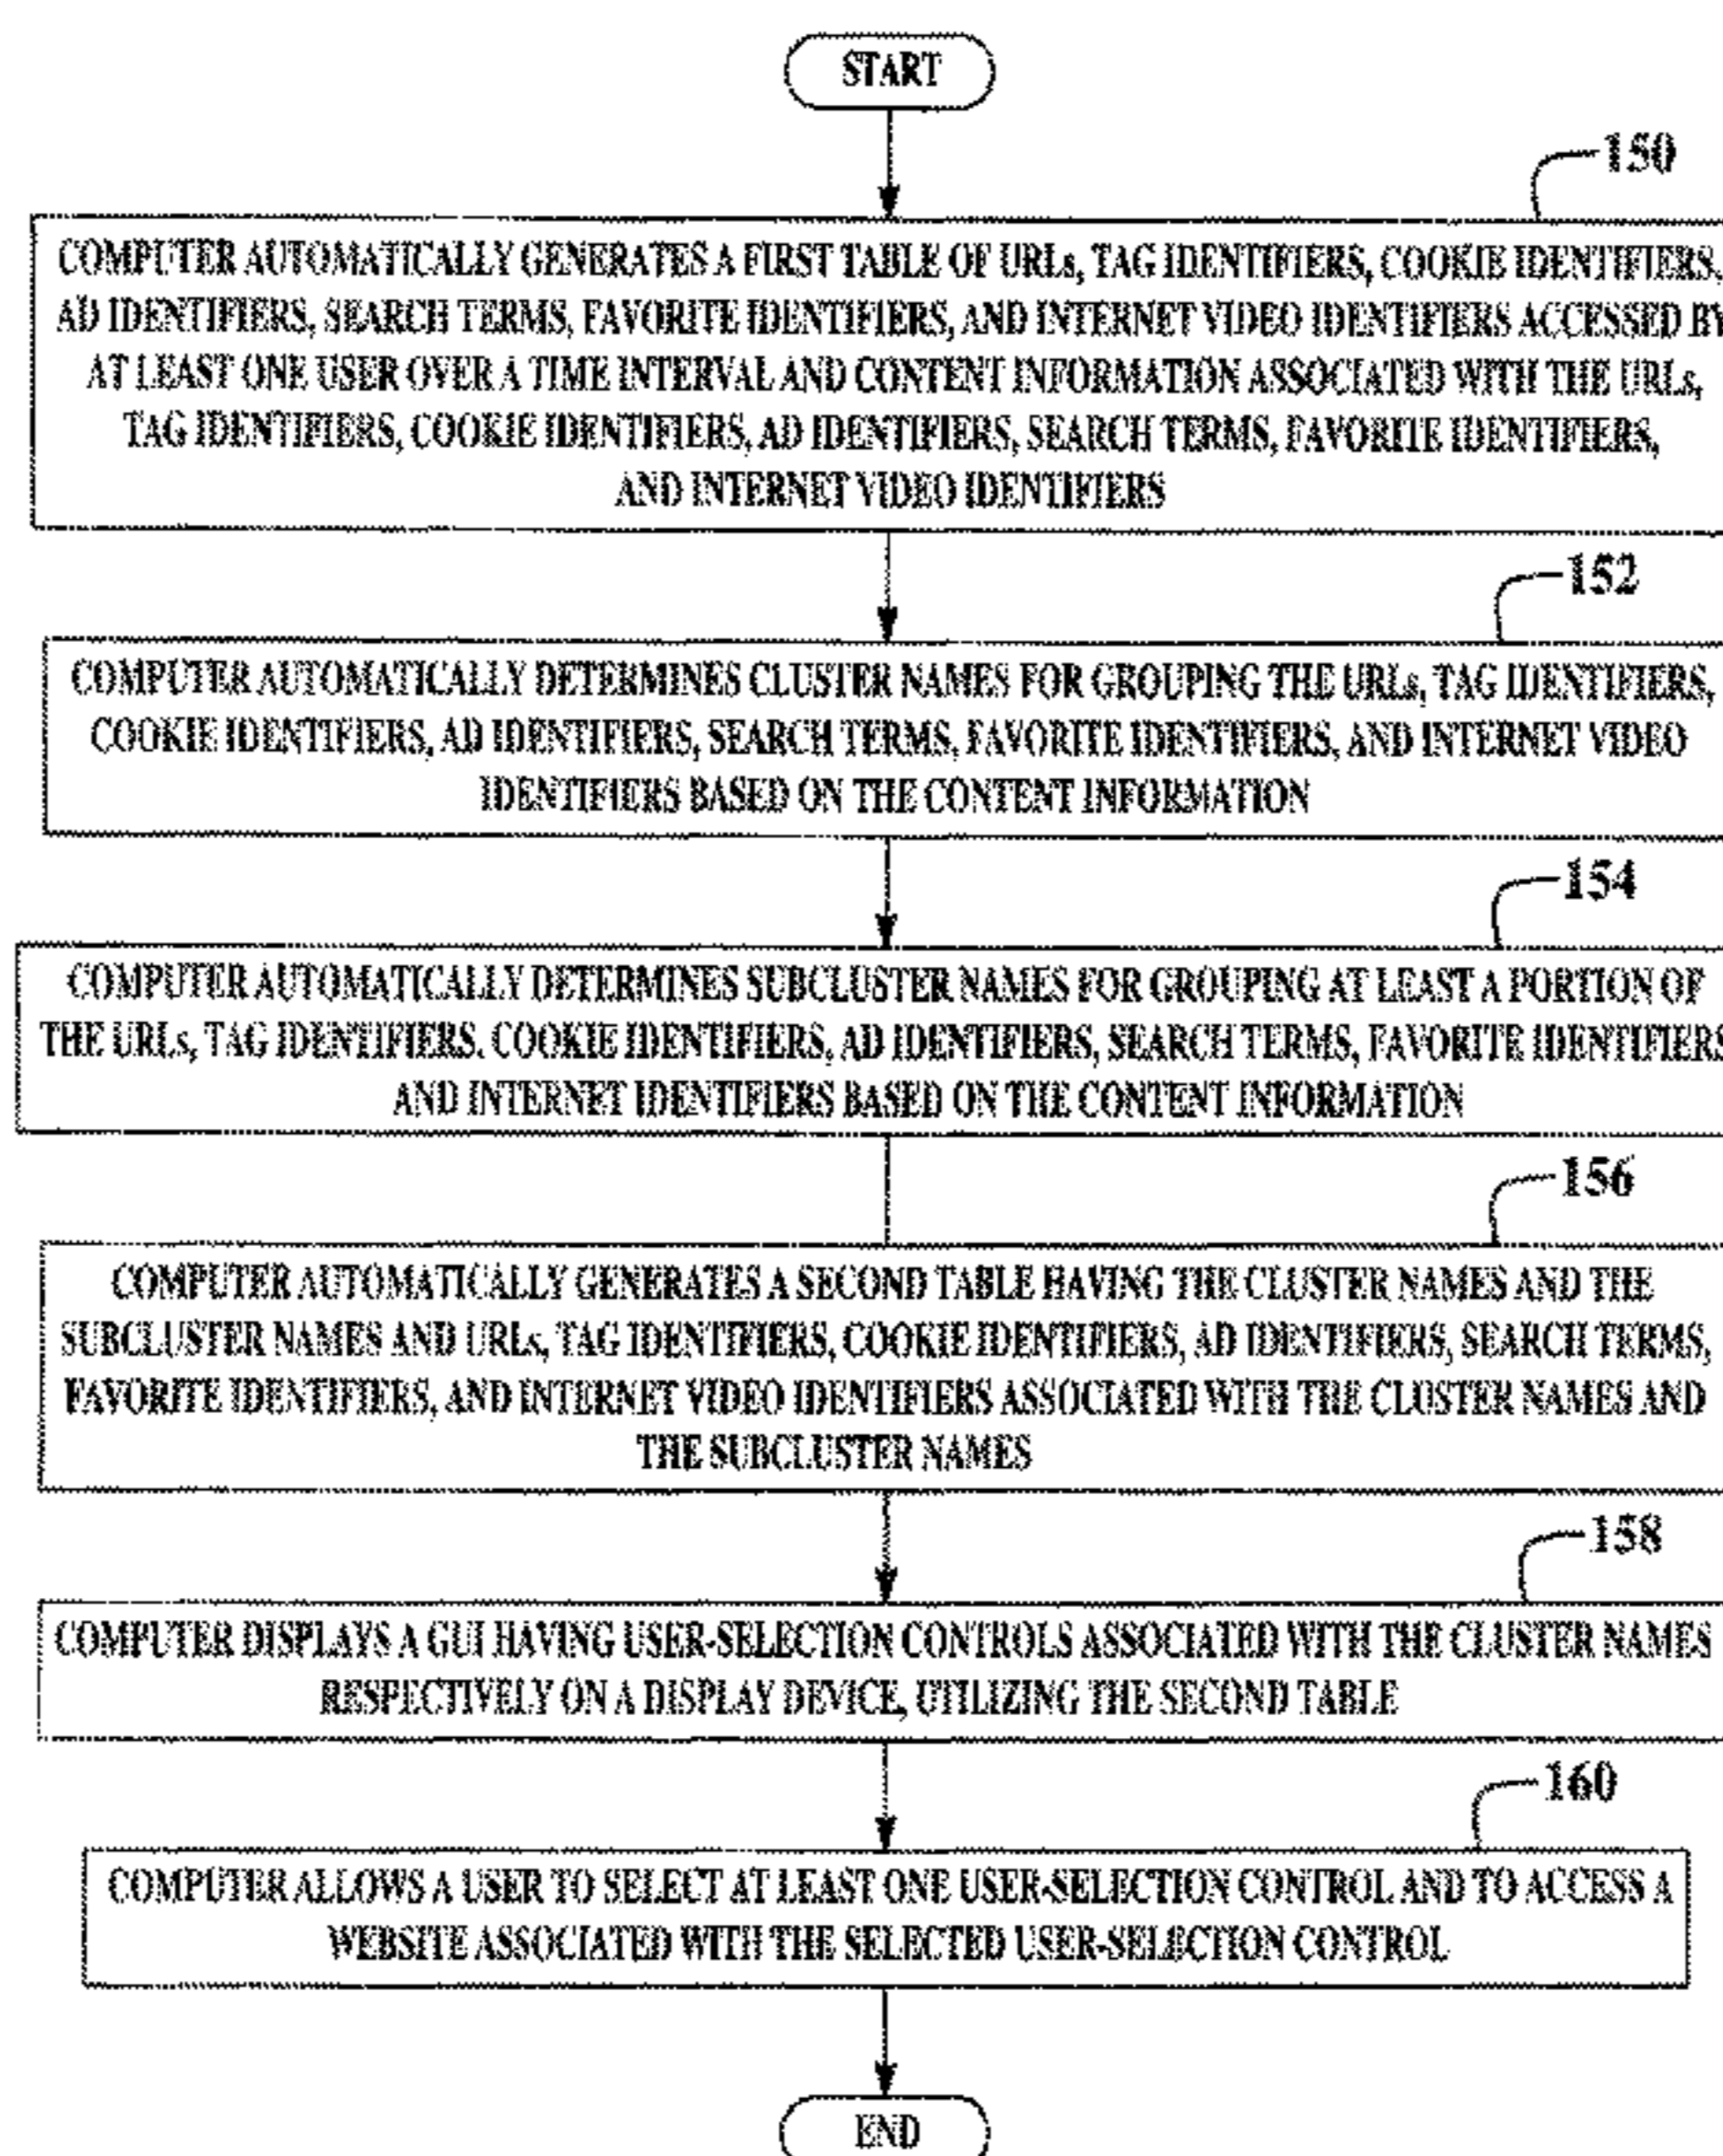 START
150
COMPUTER AUTOMATICALLY GENERATES A FIRST TABLE OF URLs, TAG IDENTIFIERS, COOKIE IDENTIFIERS,
AD IDENTIFIERS, SEARCH TERMS, FAVORITE IDENTIFIERS, AND INTERNET VIDEO IDENTIFIERS ACCESSED BY
AT LEAST ONE USER OVER A TIME INTERVAL AND CONTENT INFORMATION ASSOCIATED WITH THE URLs,
TAG IDENTIFIERS, COOKIE IDENTIFIERS, AD IDENTIFIERS, SEARCH TERMS, FAVORITE IDENTIFIERS,
AND INTERNET VIDEO IDENTIFIERS
152
COMPUTER AUTOMATICALLY DETERMINES CLUSTER NAMES FOR GROUPING THE URLs, TAG IDENTIFIERS,
COOKIE IDENTIFIERS, AD IDENTIFIERS, SEARCH TERMS, FAVORITE IDENTIFIERS, AND INTERNET VIDEO
IDENTIFIERS BASED ON THE CONTENT INFORMATION
154
COMPUTER AUTOMATICALLY DETERMINES SUBCLUSTER NAMES FOR GROUPING AT LEAST A PORTION OF
THE URLs, TAG IDENTIFIERS. COOKIE IDENTIFIERS, AD IDENTIFIERS, SEARCH TERMS, FAVORITE IDENTIFIERS
AND INTERNET IDENTIFIERS BASED ON THE CONTENT INFORMATION
156
COMPUTER AUTOMATICALLY GENERATES A SECOND TABLE HAVING THE CLUSTER NAMES AND THE
SUBCLUSTER NAMES AND URLs, TAG IDENTIFIERS, COOKIE IDENTIFIERS, AD IDENTIFIERS, SEARCH TERMS,
FAVORITE IDENTIFIERS, AND INTERNET VIDEO IDENTIFIERS ASSOCIATED WITH THE CLUSTER NAMES AND
THE SUBCLUSTER NAMES
158
COMPUTER DISPLAYS A GUI HAVING USER-SELECTION CONTROLS ASSOCIATED WITH THE CLUSTER NAMES
RESPECTIVELY ON A DISPLAY DEVICE, UTILIZING THE SECOND TABLE
160
COMPUTER ALLOWS A USER TO SELECT AT LEAST ONE USER-SELECTION CONTROL AND TO ACCESS A
WEBSITE ASSOCIATED WITH THE SELECTED USER-SELECTION CONTROL
END